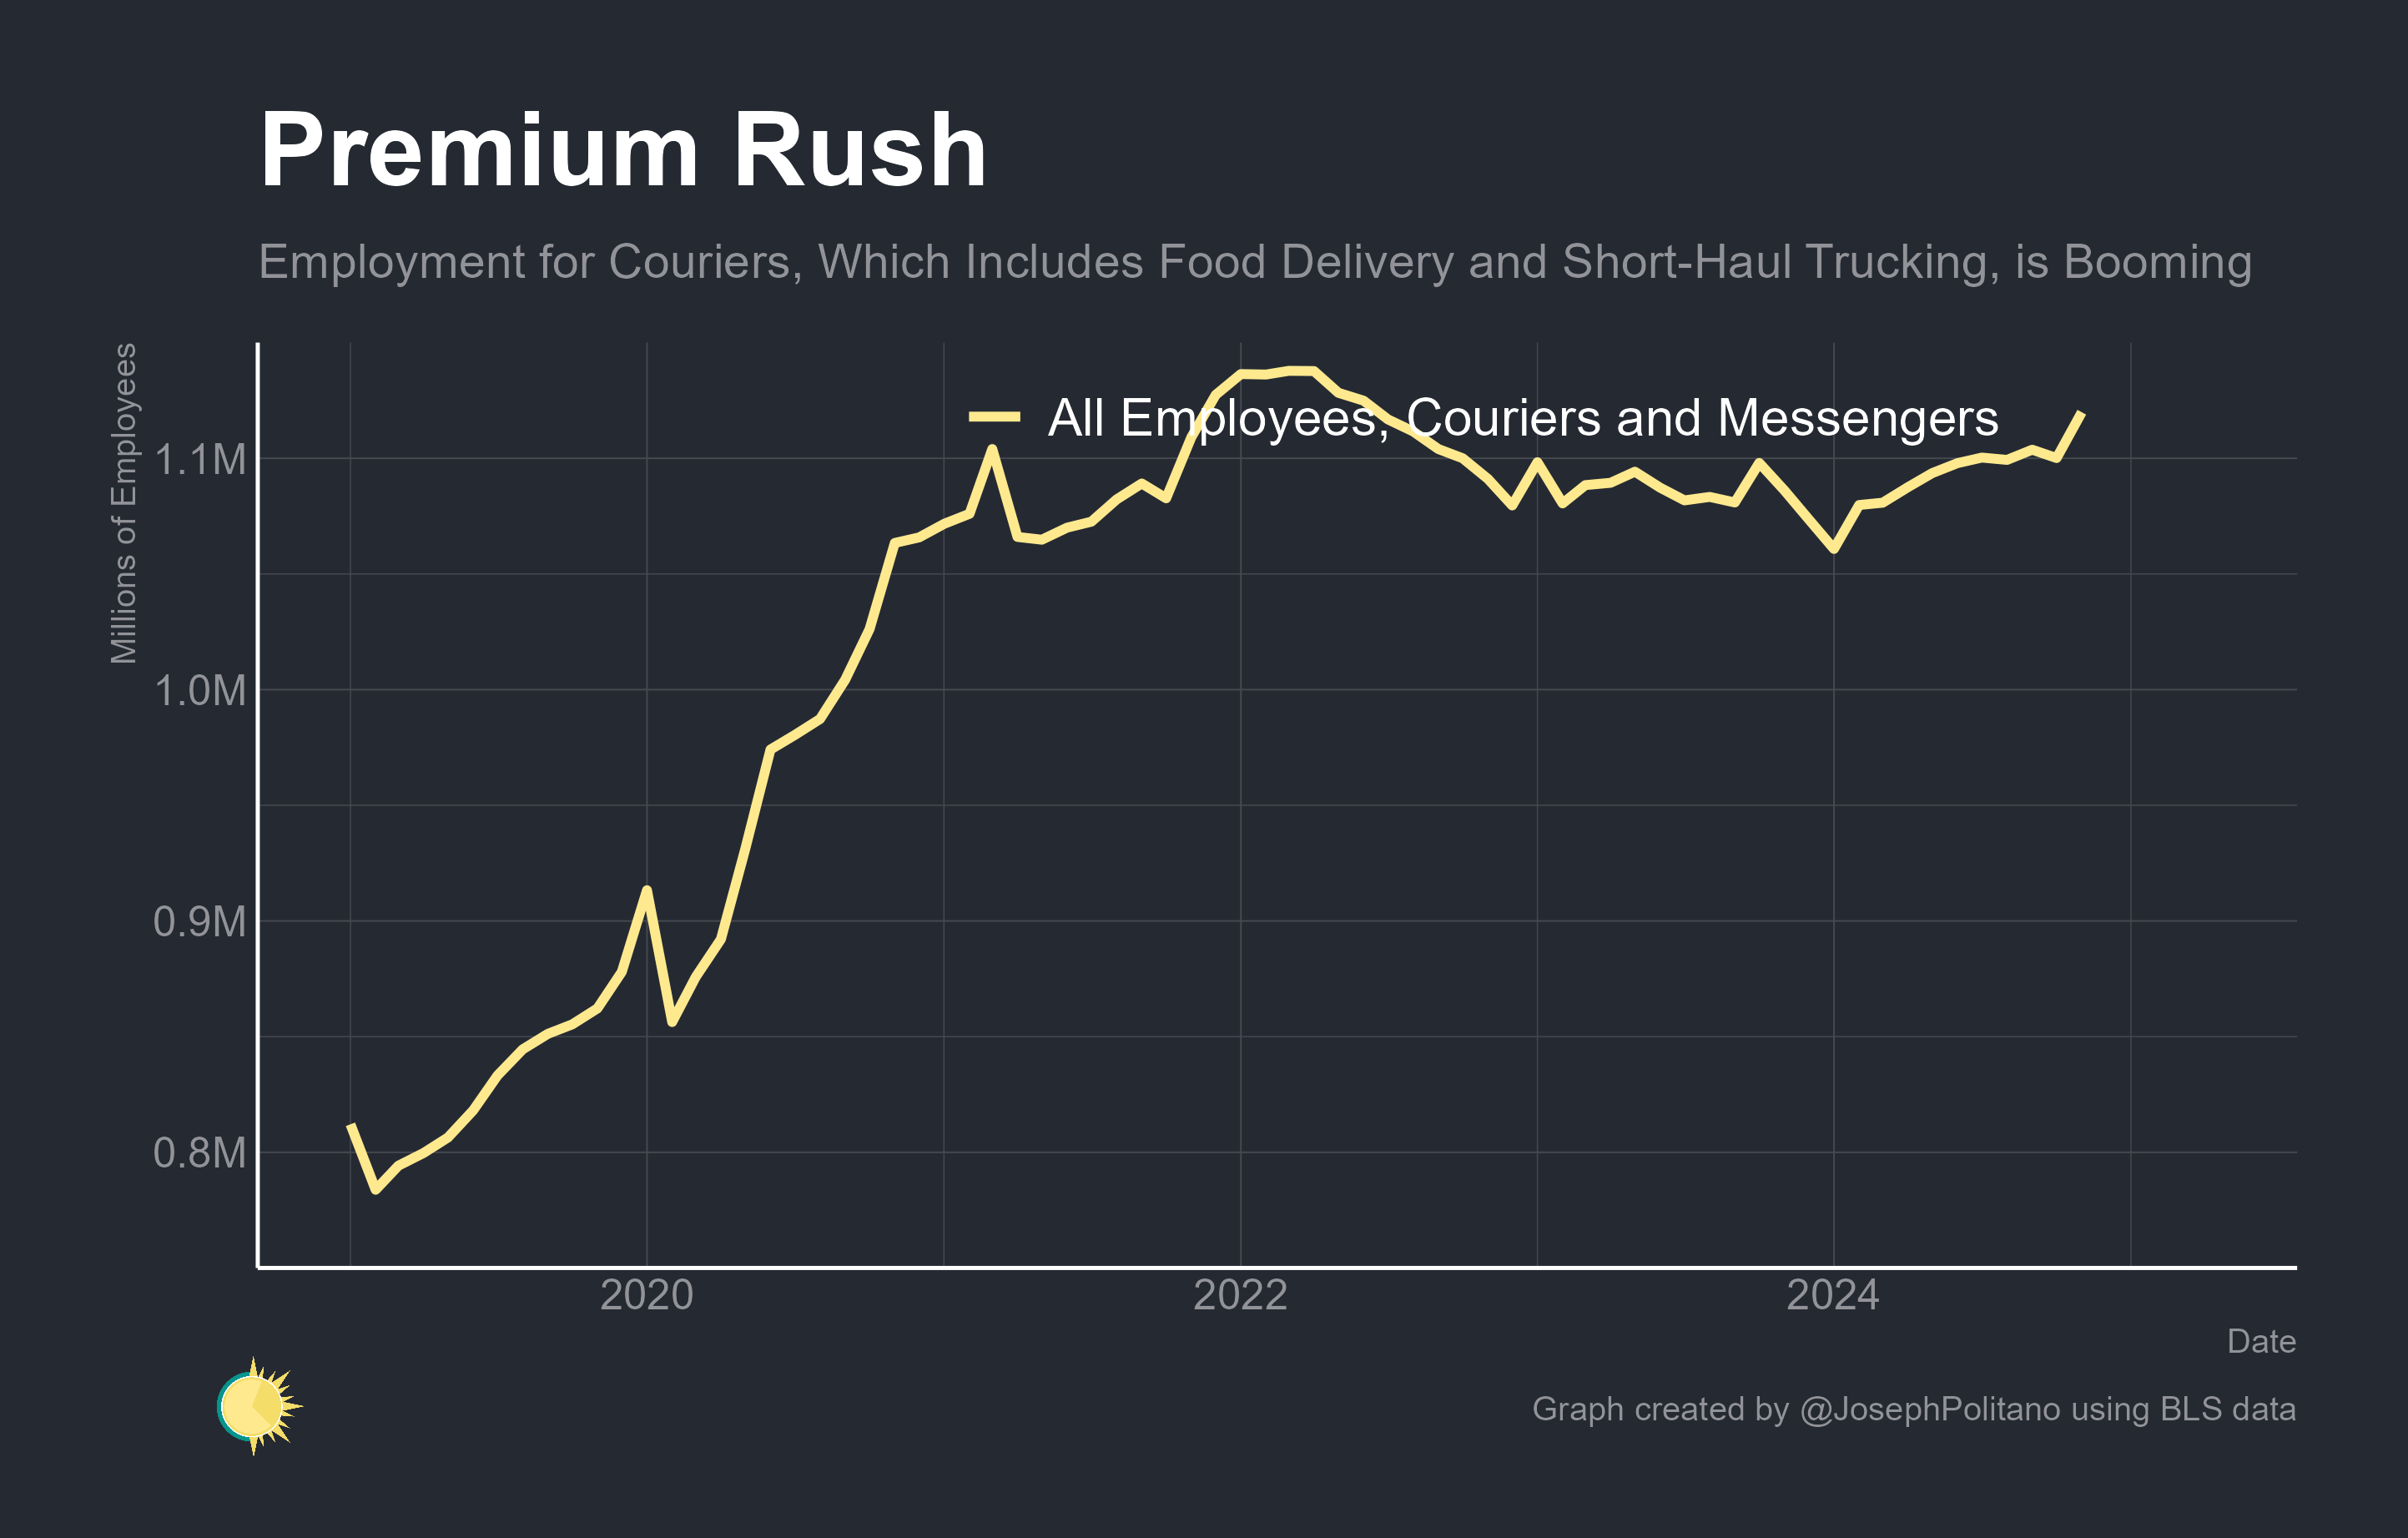 Premium Rush
Employment for Couriers, Which Includes Food Delivery and Short-Haul Trucking, is Booming
Millions of Employees
All Employees, Couriers and Messengers
1.1M
1.0M
0.9M
0.8M
2020
2022
2024
Date
Graph created by @JosephPolitano using BLS data